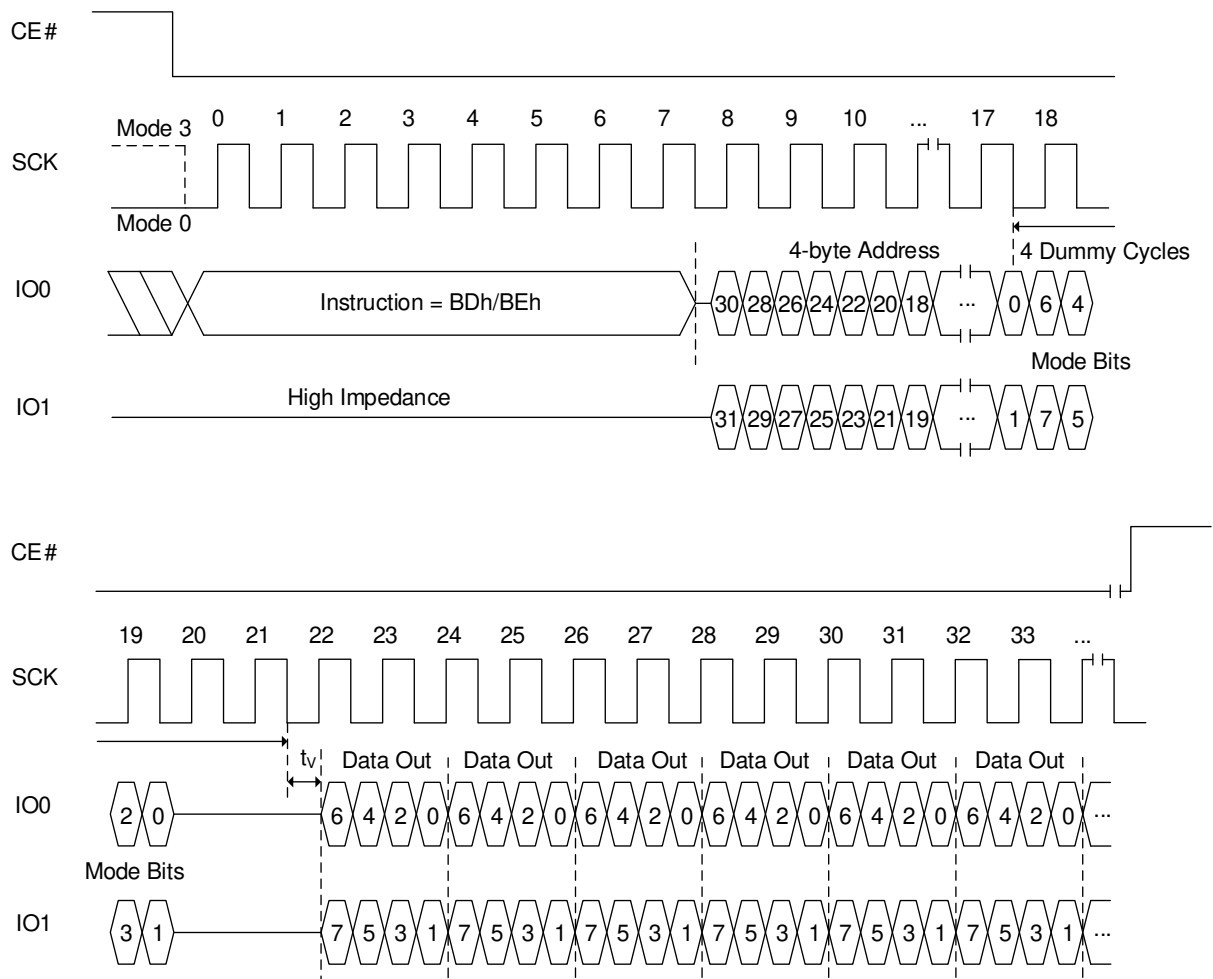 CE#
0 1 2 3 4 5 6 7 8 9 10 ... 17 18
Mode 3
SCK
Mode 0
4-byte Address 4 Dummy Cycles
IO0 Instruction = BDh/BEh 30 28 26 24 22 20 18 ... 0 6 4
Mode Bits
IO1 High Impedance 31 29 27 25 23 21 19 ... 1 7 5
CE#
19 20 21 22 23 24 25 26 27 28 29 30 31 32 33 ...
SCK
tV Data Out Data Out Data Out Data Out Data Out Data Out
IO0 2 0 6 4 2 0 6 4 2 0 6 4 2 0 6 4 2 0 6 4 2 0 6 4 2 0 ...
Mode Bits
IO1 3 1 7 5 3 1 7 5 3 1 7 5 3 1 7 5 3 1 7 5 3 1 7 5 3 1 ...